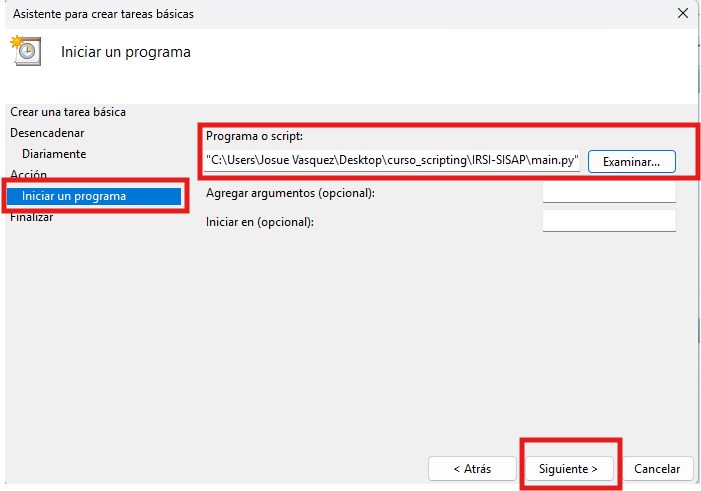 Asistente para crear tareas básicas
Iniciar un programa
Crear una tarea básica
Desencadenar
Diariamente
Acción
Iniciar un programa
Finalizar
Programa o script:
"C:\Users\Josue Vasquez\Desktop\curso_scripting\IRSI-SISAP\main.py"
Examinar...
Agregar argumentos (opcional):
Iniciar en (opcional):
< Atrás
Siguiente >
Cancelar